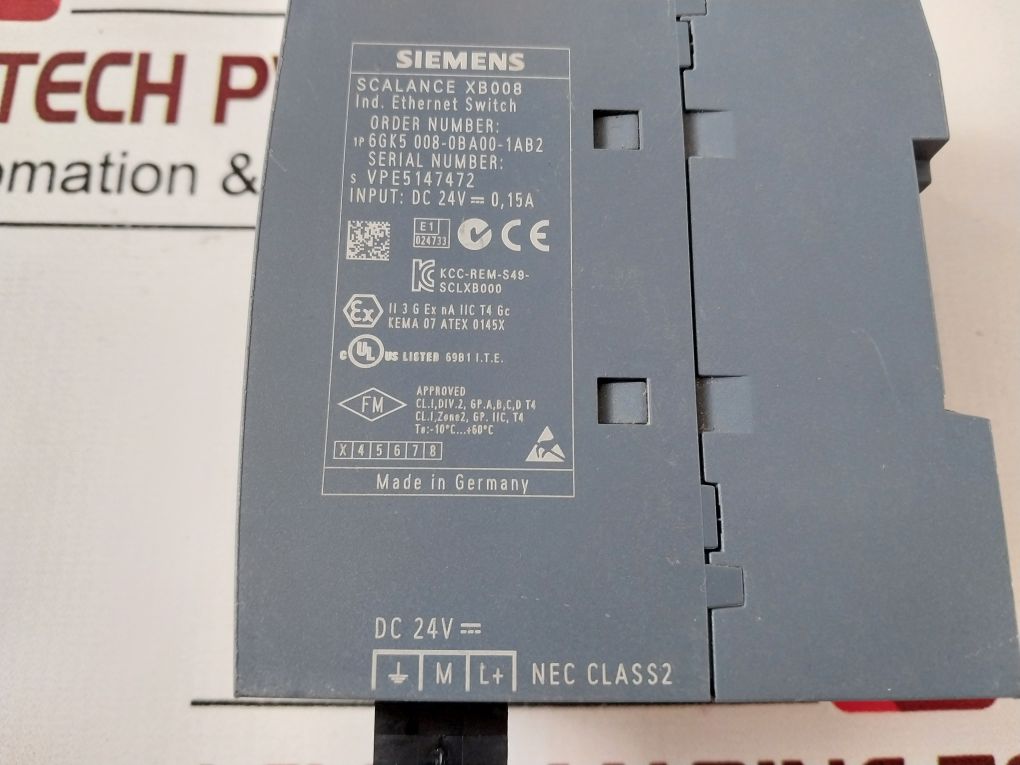 TECH PV
omation &
SIEMENS
SCALANCE XB008
Ind. Ethernet Switch
ORDER NUMBER:
1P 6GK5 008-0BA00-1AB2
SERIAL NUMBER:
S VPE5147472
INPUT: DC 24V⎓ 0,15A
E1
024733
CE
KCC-REM-S49-
SCLXB000
Ex II 3 G Ex nA IIC T4 Gc
KEMA 07 ATEX 0145X
C UL US LISTED 69B1 I.T.E.
FM
APPROVED
CL.I,DIV.2, GP.A,B,C,D T4
CL.I,Zone2, GP. IIC, T4
Ta:-10°C...+60°C
X 4 5 6 7 8
Made in Germany
DC 24V⎓
M L+ NEC CLASS2